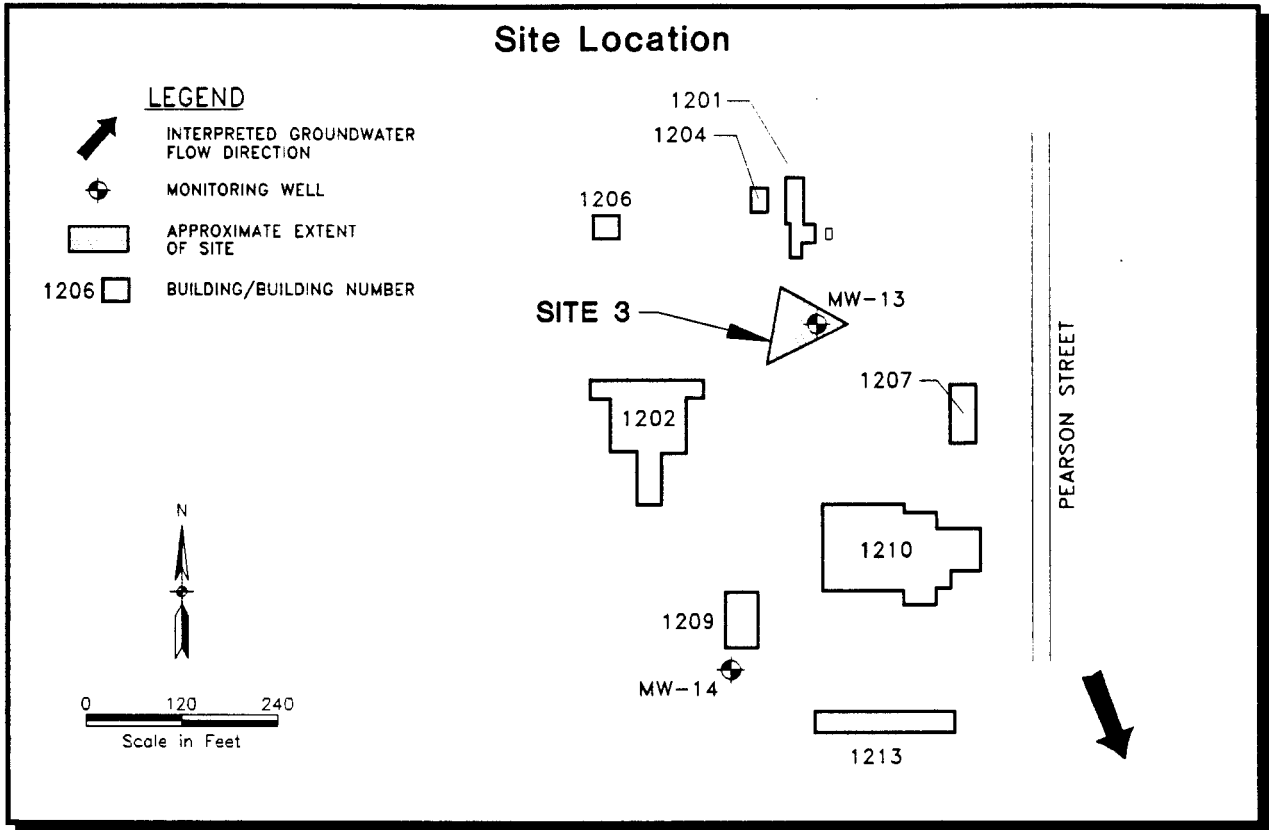 Site Location
LEGEND
INTERPRETED GROUNDWATER
FLOW DIRECTION
MONITORING WELL
APPROXIMATE EXTENT
OF SITE
1206
BUILDING/BUILDING NUMBER
1201
1204
1206
MW-13
SITE 3
1207
1202
PEARSON STREET
1210
1209
MW-14
1213
N
0 120 240
Scale in Feet